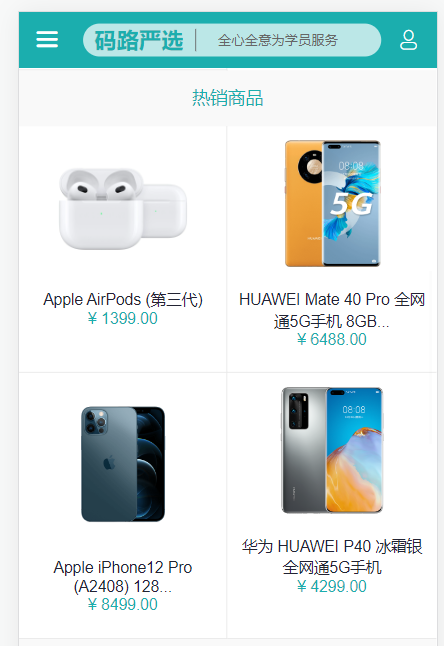 码路严选 全心全意为学员服务
热销商品
Apple AirPods (第三代)
¥ 1399.00
08:08
5G
HUAWEI Mate 40 Pro 全网
通5G手机 8GB...
¥ 6488.00
Apple iPhone12 Pro
(A2408) 128...
¥ 8499.00
08:08
华为 HUAWEI P40 冰霜银
全网通5G手机
¥ 4299.00